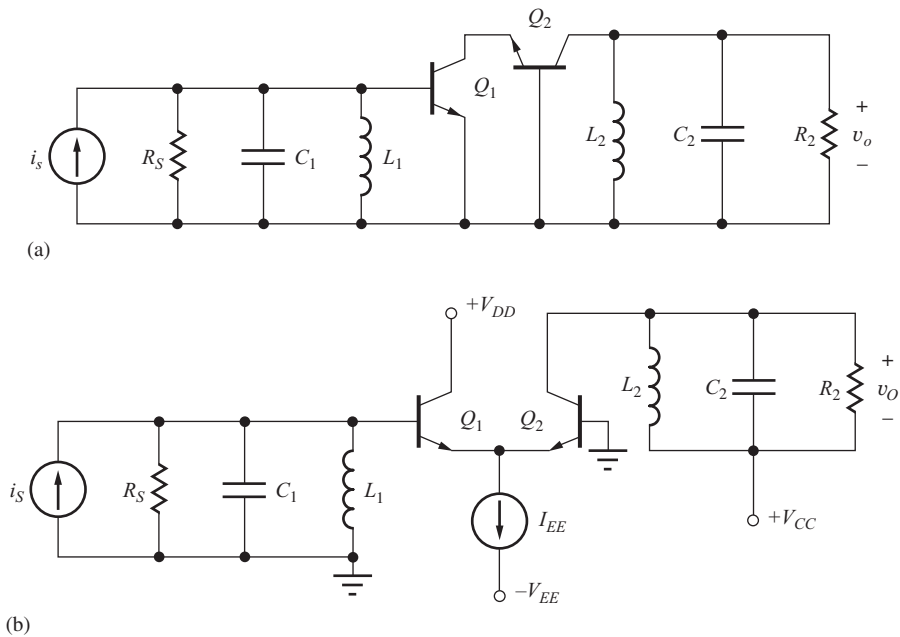 Q2
Q1
is
RS
C1
L1
L2
C2
R2
+
vo
−
(a)
+VDD
L2
C2
R2
+
vO
−
Q1
Q2
iS
RS
C1
L1
IEE
+VCC
−VEE
(b)